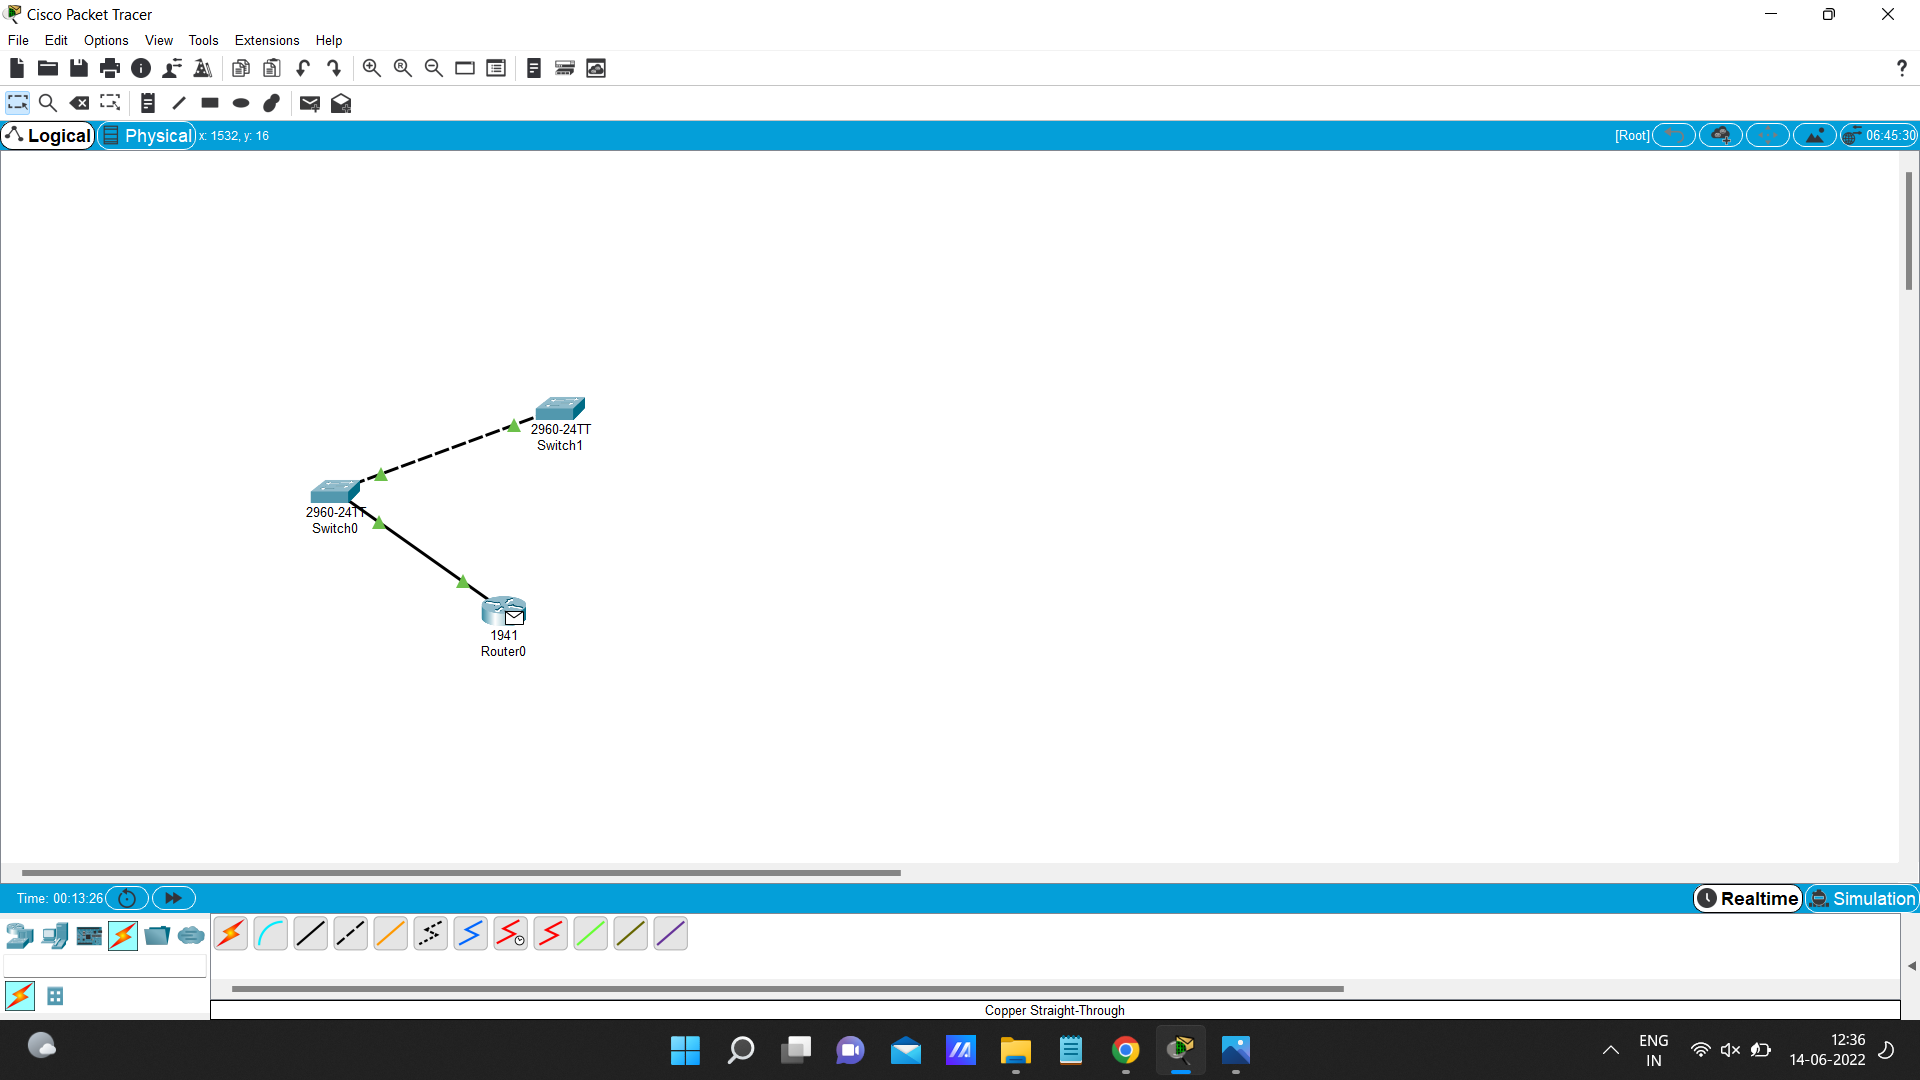 Cisco Packet Tracer
File Edit Options View Tools Extensions Help
?
Logical Physical x: 1532, y: 16 [Root] 06:45:30
2960-24TT
Switch1
2960-24TT
Switch0
1941
Router0
Time: 00:13:26 Realtime Simulation
Copper Straight-Through
ENG
IN
12:36
14-06-2022